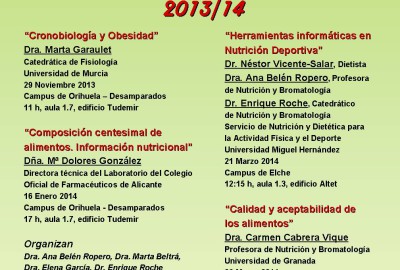 2013/14
“Cronobiología y Obesidad”
Dra. Marta Garaulet
Catedrática de Fisiología
Universidad de Murcia
29 Noviembre 2013
Campus de Orihuela – Desamparados
11 h, aula 1.7, edificio Tudemir
“Composición centesimal de
alimentos. Información nutricional”
Dña. Mª Dolores González
Directora técnica del Laboratorio del Colegio
Oficial de Farmacéuticos de Alicante
16 Enero 2014
Campus de Orihuela - Desamparados
17 h, aula 1.7, edificio Tudemir
Organizan
Dra. Ana Belén Ropero, Dra. Marta Beltrá,
Dra. Elena García, Dr. Enrique Roche
“Herramientas informáticas en
Nutrición Deportiva”
Dr. Néstor Vicente-Salar, Dietista
Dra. Ana Belén Ropero, Profesora
de Nutrición y Bromatología
Dr. Enrique Roche, Catedrático
de Nutrición y Bromatología
Servicio de Nutrición y Dietética para
la Actividad Física y el Deporte
Universidad Miguel Hernández
21 Marzo 2014
Campus de Elche
12:15 h, aula 1.3, edificio Altet
“Calidad y aceptabilidad de
los alimentos”
Dra. Carmen Cabrera Vique
Profesora de Nutrición y Bromatología
Universidad de Granada